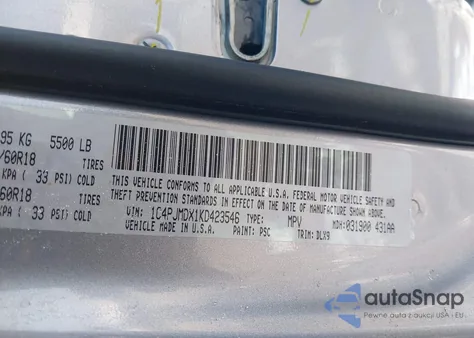 95 KG 5500 LB
/60R18 TIRES
KPA ( 33 PSI) COLD
60R18 TIRES
KPA ( 33 PSI) COLD
THIS VEHICLE CONFORMS TO ALL APPLICABLE U.S.A. FEDERAL MOTOR VEHICLE SAFETY AND
THEFT PREVENTION STANDARDS IN EFFECT ON THE DATE OF MANUFACTURE SHOWN ABOVE.
VIN: 1C4PJMDX1KD423546 TYPE: MPV MDH: 031900 431AA
VEHICLE MADE IN U.S.A. PAINT: PSC TRIM: DLX9
autoSnap
Pewne auta z aukcji USA i EU